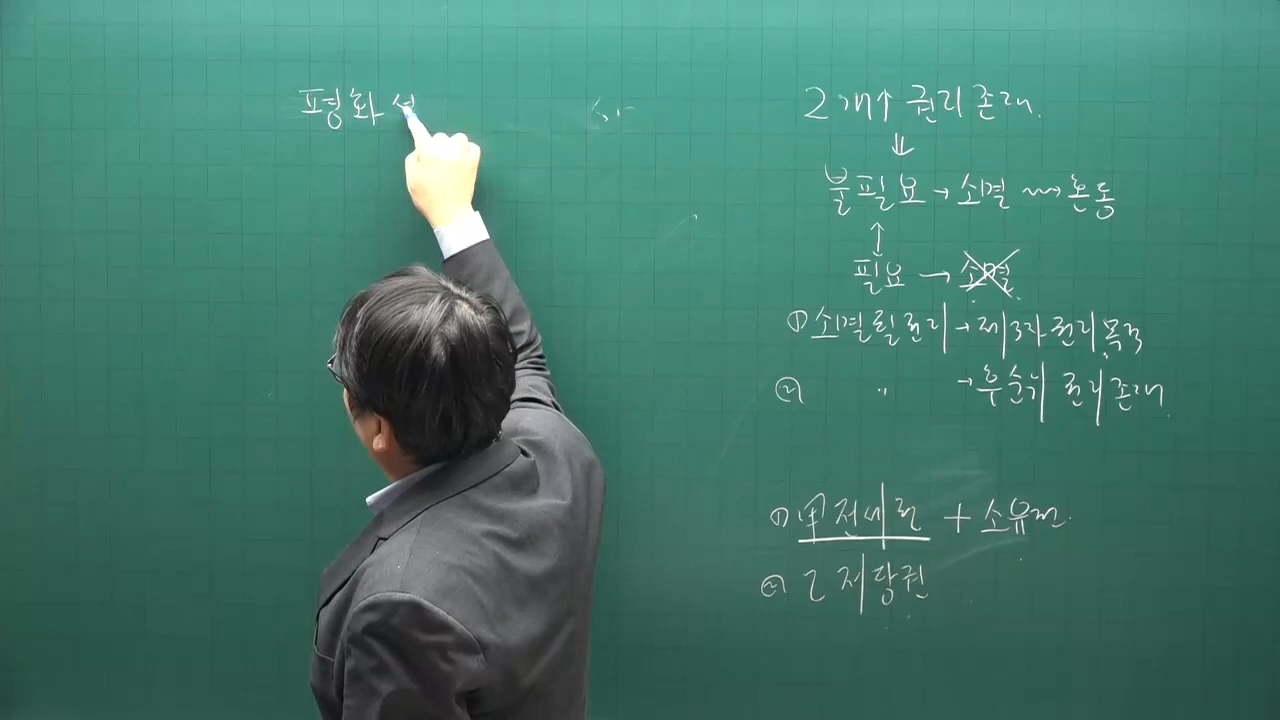 평화
2개↑ 권리 존재.
⇓
불필요 → 소멸 ⇝ 혼동
↑
필요 → 소멸
① 소멸될 권리 → 제3자 권리 목적
② 〃 → 후순위 권리 존재.
① 甲 전세권 + 소유권.
② 乙 저당권